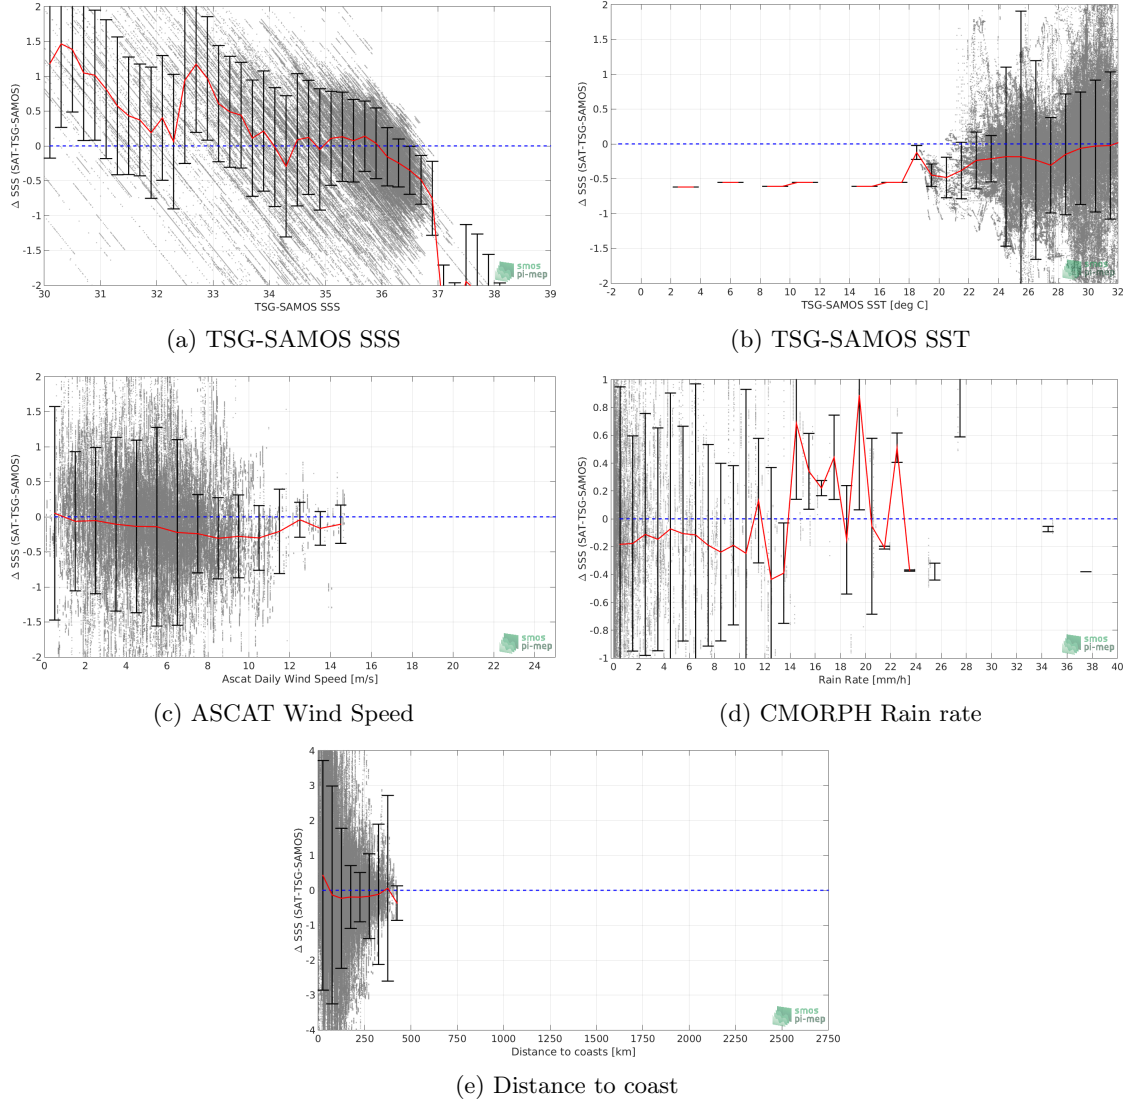 2
1.5
1
0.5
0
-0.5
-1
-1.5
-2
Δ SSS (SAT-TSG-SAMOS)
30 31 32 33 34 35 36 37 38 39
TSG-SAMOS SSS
smos
pi-mep
(a) TSG-SAMOS SSS
2
1.5
1
0.5
0
-0.5
-1
-1.5
-2
Δ SSS (SAT-TSG-SAMOS)
-2 0 2 4 6 8 10 12 14 16 18 20 22 24 26 28 30 32
TSG-SAMOS SST [deg C]
smos
pi-mep
(b) TSG-SAMOS SST
2
1.5
1
0.5
0
-0.5
-1
-1.5
-2
Δ SSS (SAT-TSG-SAMOS)
0 2 4 6 8 10 12 14 16 18 20 22 24
Ascat Daily Wind Speed [m/s]
smos
pi-mep
(c) ASCAT Wind Speed
1
0.8
0.6
0.4
0.2
0
-0.2
-0.4
-0.6
-0.8
-1
Δ SSS (SAT-TSG-SAMOS)
0 2 4 6 8 10 12 14 16 18 20 22 24 26 28 30 32 34 36 38 40
Rain Rate [mm/h]
smos
pi-mep
(d) CMORPH Rain rate
4
3
2
1
0
-1
-2
-3
-4
Δ SSS (SAT-TSG-SAMOS)
0 250 500 750 1000 1250 1500 1750 2000 2250 2500 2750
Distance to coasts [km]
smos
pi-mep
(e) Distance to coast